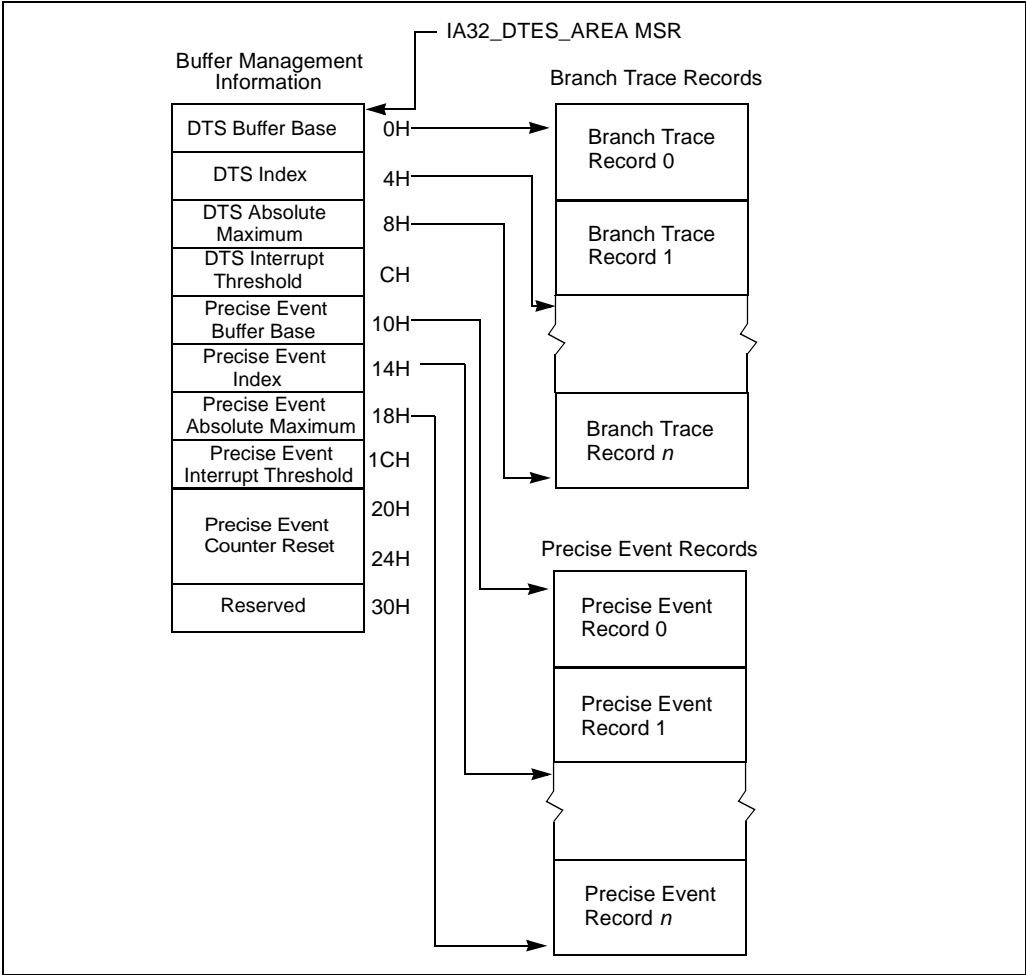 IA32_DTES_AREA MSR
Buffer Management
Information
DTS Buffer Base
0H
DTS Index
4H
DTS Absolute
Maximum
8H
DTS Interrupt
Threshold
CH
Precise Event
Buffer Base
10H
Precise Event
Index
14H
Precise Event
Absolute Maximum
18H
Precise Event
Interrupt Threshold
1CH
Precise Event
Counter Reset
20H
24H
Reserved
30H
Branch Trace Records
Branch Trace
Record 0
Branch Trace
Record 1
Branch Trace
Record n
Precise Event Records
Precise Event
Record 0
Precise Event
Record 1
Precise Event
Record n